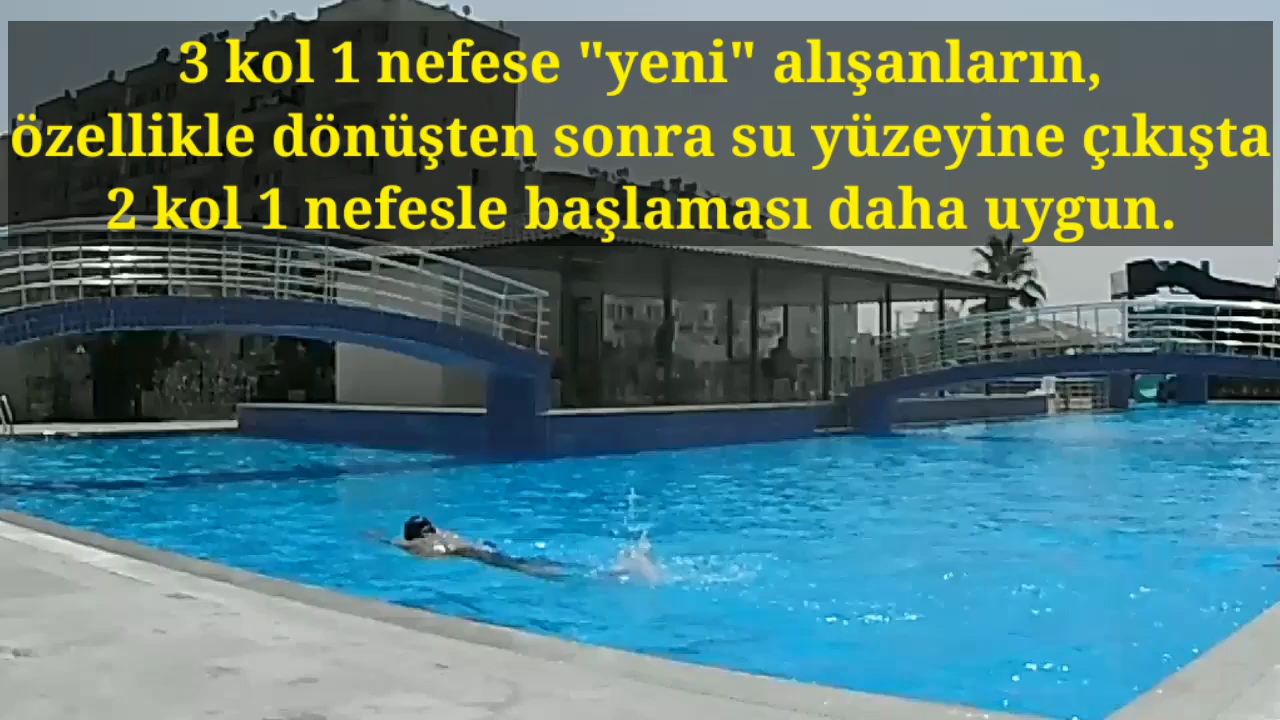 3 kol 1 nefese "yeni" alışanların,
özellikle dönüşten sonra su yüzeyine çıkışta
2 kol 1 nefesle başlaması daha uygun.